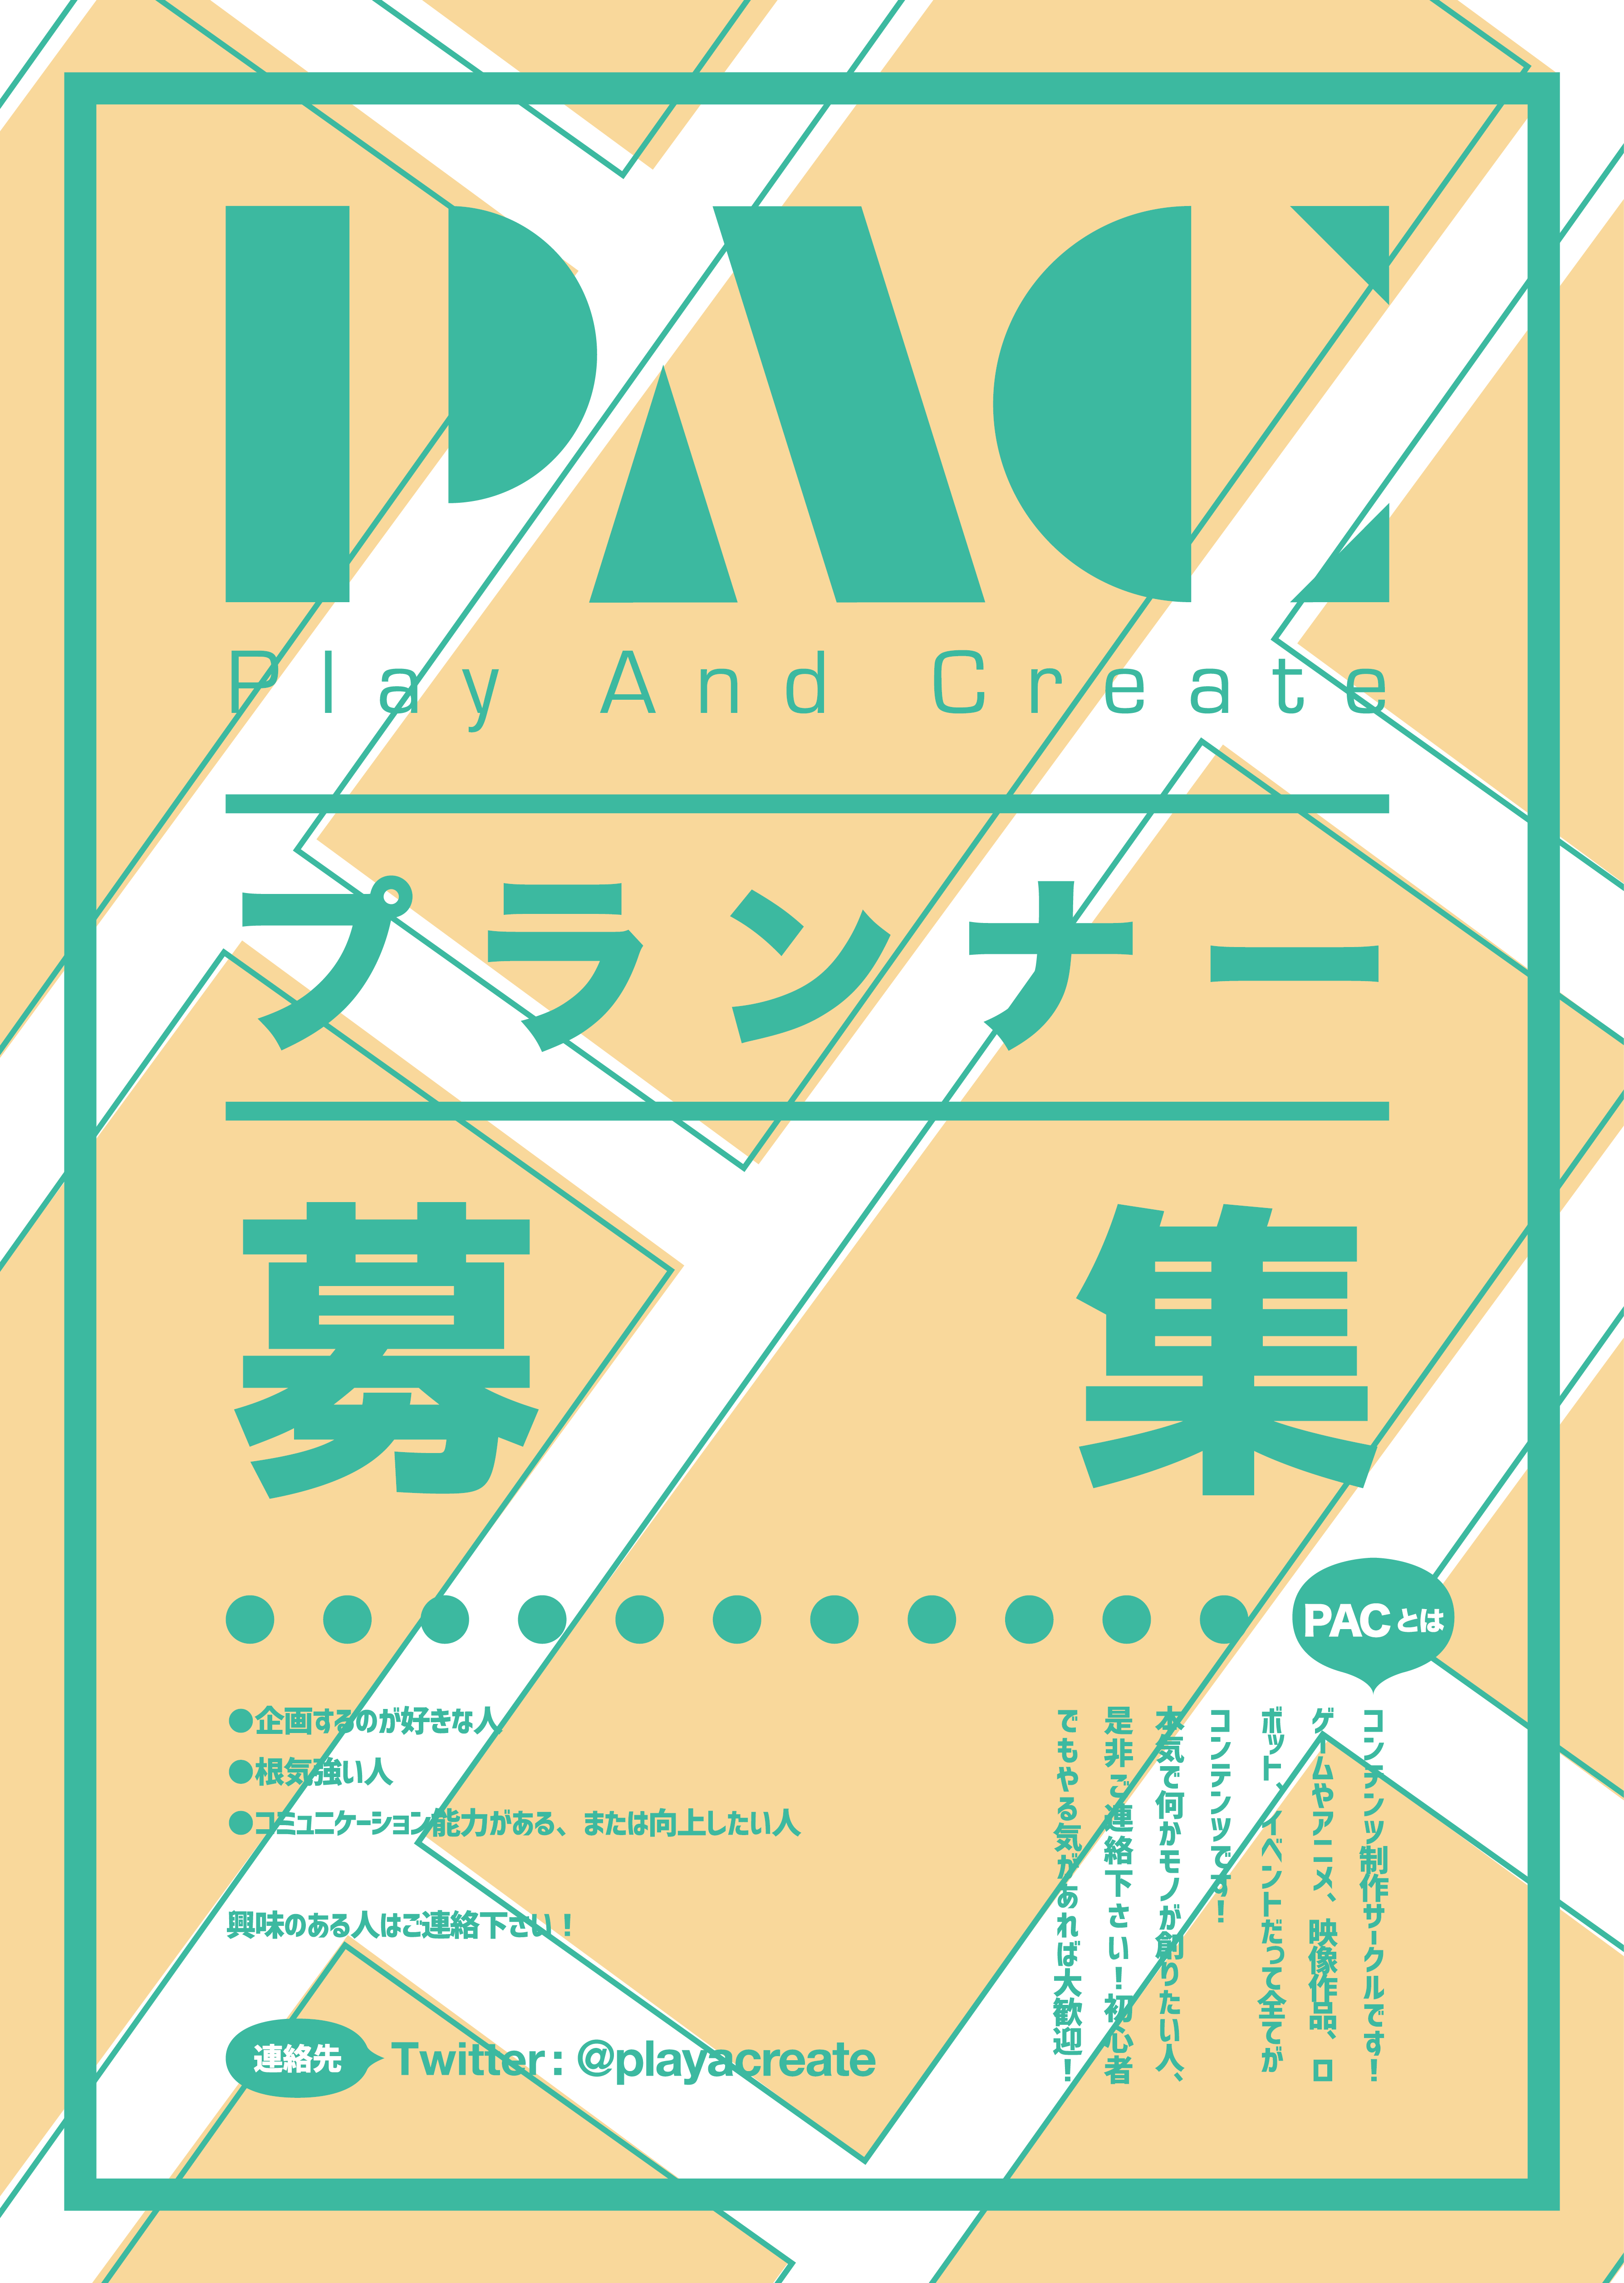 PAC
Play And Create
プランナー
募集
●企画するのが好きな人
●根気強い人
●コミュニケーション能力がある、または向上したい人
興味のある人はご連絡下さい！
連絡先
Twitter: @playacreate
PACとは
コンテンツ制作サークルです！
ゲームやアニメ、映像作品、ロ
ボット、イベントだって全てが
コンテンツです！
本気で何かモノが創りたい人、
是非ご連絡下さい！初心者
でもやる気があれば大歓迎！